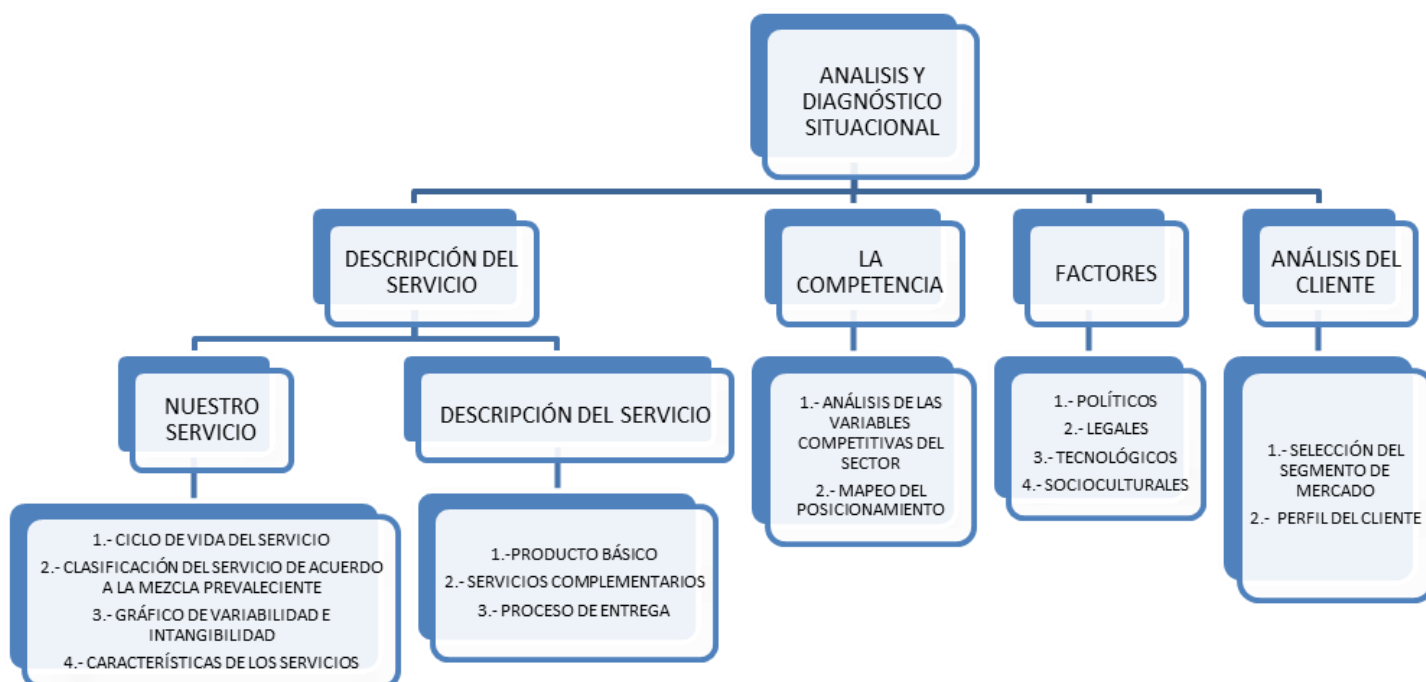 ANALISIS Y
DIAGNÓSTICO
SITUACIONAL
DESCRIPCIÓN DEL
SERVICIO
LA
COMPETENCIA
FACTORES
ANÁLISIS DEL
CLIENTE
NUESTRO
SERVICIO
DESCRIPCIÓN DEL SERVICIO
1.- ANÁLISIS DE LAS
VARIABLES
COMPETITIVAS DEL
SECTOR
2.- MAPEO DEL
POSICIONAMIENTO
1.- POLÍTICOS
2.- LEGALES
3.- TECNOLÓGICOS
4.- SOCIOCULTURALES
1.- SELECCIÓN DEL
SEGMENTO DE
MERCADO
2.- PERFIL DEL CLIENTE
1.- CICLO DE VIDA DEL SERVICIO
2.- CLASIFICACIÓN DEL SERVICIO DE ACUERDO
A LA MEZCLA PREVALECIENTE
3.- GRÁFICO DE VARIABILIDAD E
INTANGIBILIDAD
4.- CARACTERÍSTICAS DE LOS SERVICIOS
1.-PRODUCTO BÁSICO
2.- SERVICIOS COMPLEMENTARIOS
3.- PROCESO DE ENTREGA